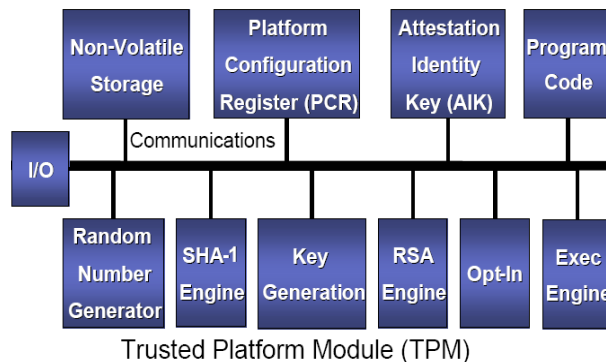 Non-Volatile
Storage
Platform
Configuration
Register (PCR)
Attestation
Identity
Key (AIK)
Program
Code
Communications
I/O
Random
Number
Generator
SHA-1
Engine
Key
Generation
RSA
Engine
Opt-In
Exec
Engine
Trusted Platform Module (TPM)